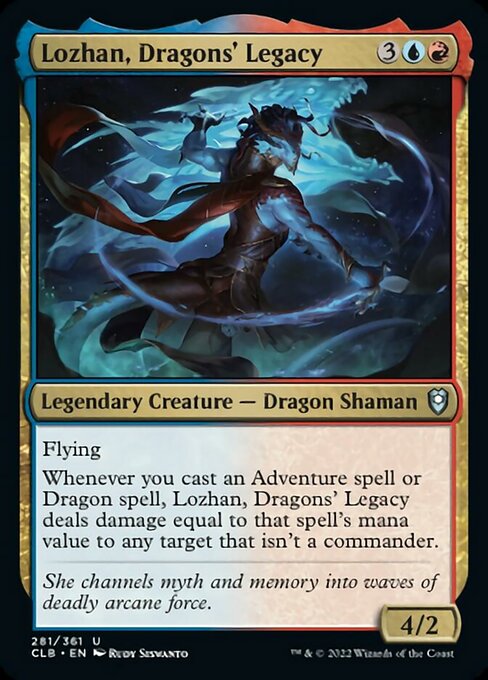 Lozhan, Dragons' Legacy 3
Legendary Creature — Dragon Shaman
Flying
Whenever you cast an Adventure spell or
Dragon spell, Lozhan, Dragons' Legacy
deals damage equal to that spell's mana
value to any target that isn't a commander.
She channels myth and memory into waves of
deadly arcane force.
4/2
281/361 U
CLB • EN Rudy Siswanto
™ & © 2022 Wizards of the Coast